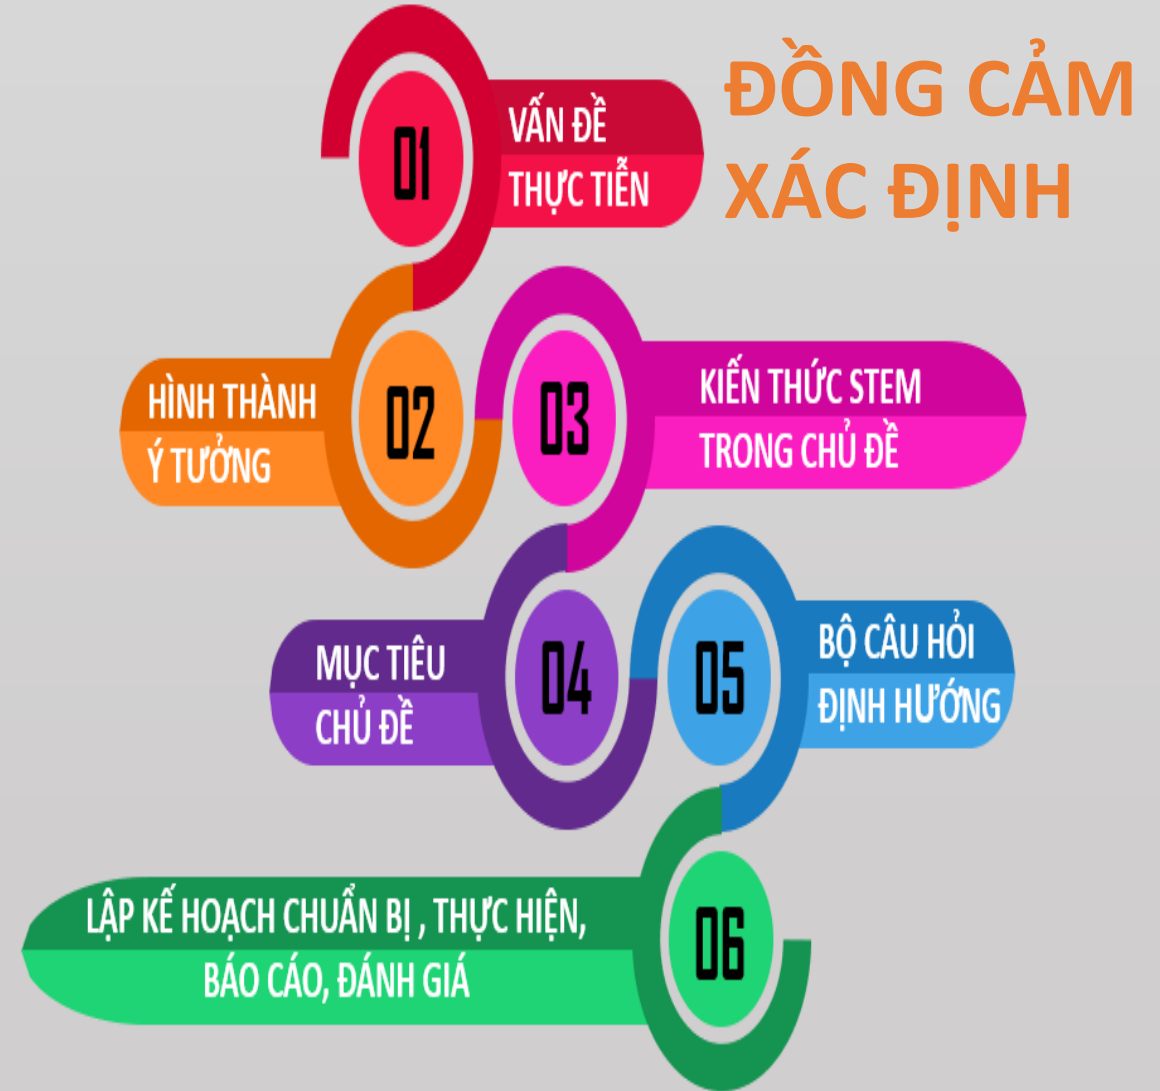 ĐỒNG CẢM
XÁC ĐỊNH
01
VẤN ĐỀ
THỰC TIỄN
02
HÌNH THÀNH
Ý TƯỞNG
03
KIẾN THỨC STEM
TRONG CHỦ ĐỀ
04
MỤC TIÊU
CHỦ ĐỀ
05
BỘ CÂU HỎI
ĐỊNH HƯỚNG
06
LẬP KẾ HOẠCH CHUẨN BỊ , THỰC HIỆN,
BÁO CÁO, ĐÁNH GIÁ